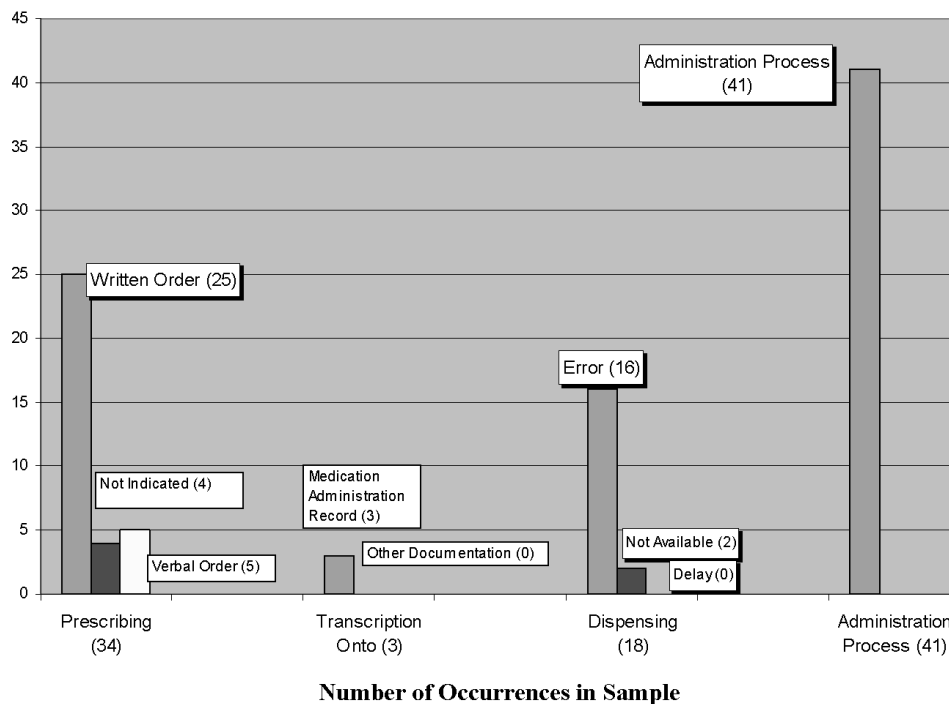 45
40
35
30
25
20
15
10
5
0
Administration Process
(41)
Written Order (25)
Error (16)
Not Indicated (4)
Medication
Administration
Record (3)
Verbal Order (5)
Other Documentation (0)
Not Available (2)
Delay (0)
Prescribing
(34)
Transcription
Onto (3)
Dispensing
(18)
Administration
Process (41)
Number of Occurrences in Sample